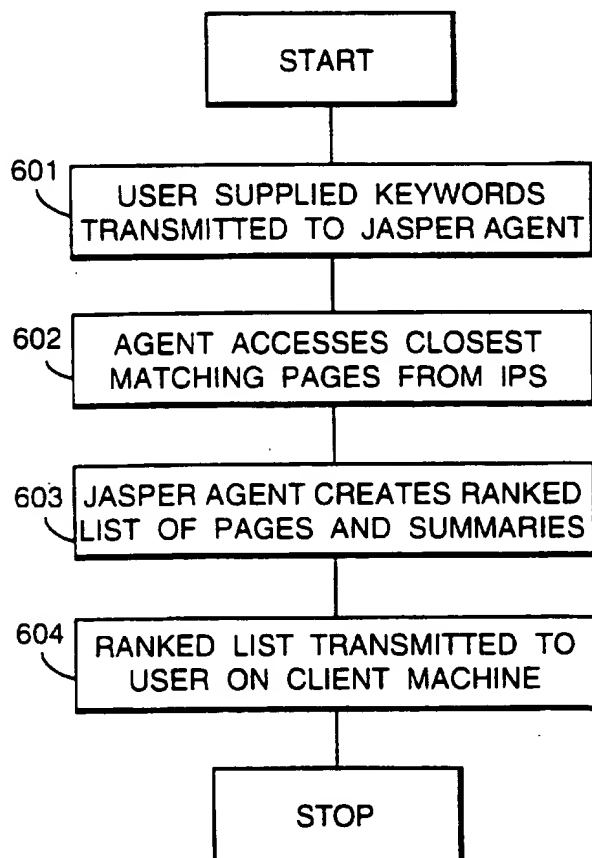 START
601
USER SUPPLIED KEYWORDS
TRANSMITTED TO JASPER AGENT
602
AGENT ACCESSES CLOSEST
MATCHING PAGES FROM IPS
603
JASPER AGENT CREATES RANKED
LIST OF PAGES AND SUMMARIES
604
RANKED LIST TRANSMITTED TO
USER ON CLIENT MACHINE
STOP